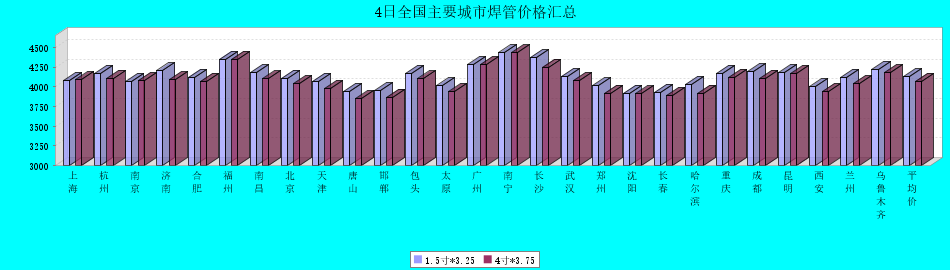 4日全国主要城市焊管价格汇总
4500
4250
4000
3750
3500
3250
3000
上海 杭州 南京 济南 合肥 福州 南昌 北京 天津 唐山 邯郸 包头 太原 广州 南宁 长沙 武汉 郑州 沈阳 长春 哈尔滨 重庆 成都 昆明 西安 兰州 乌鲁木齐 平均价
1.5寸*3.25 4寸*3.75